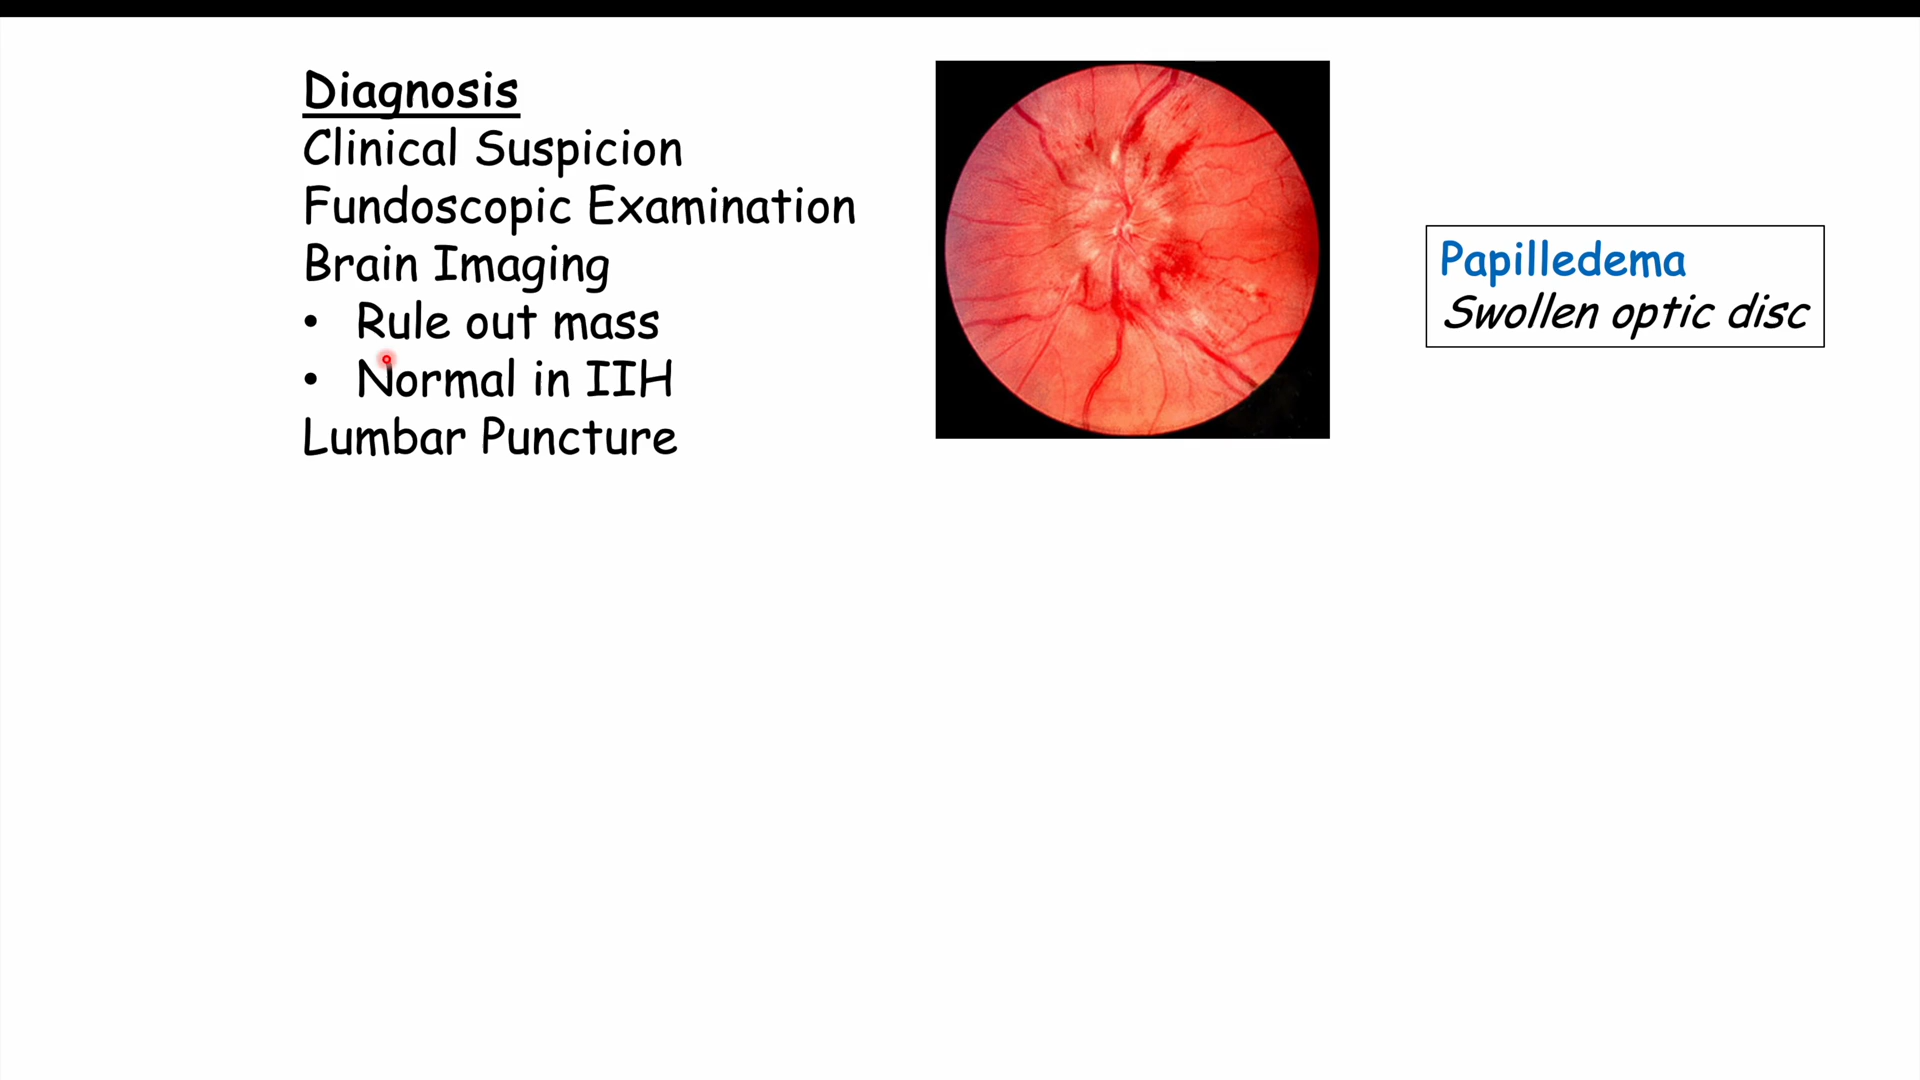 Diagnosis
Clinical Suspicion
Fundoscopic Examination
Brain Imaging
• Rule out mass
• Normal in IIH
Lumbar Puncture
Papilledema
Swollen optic disc